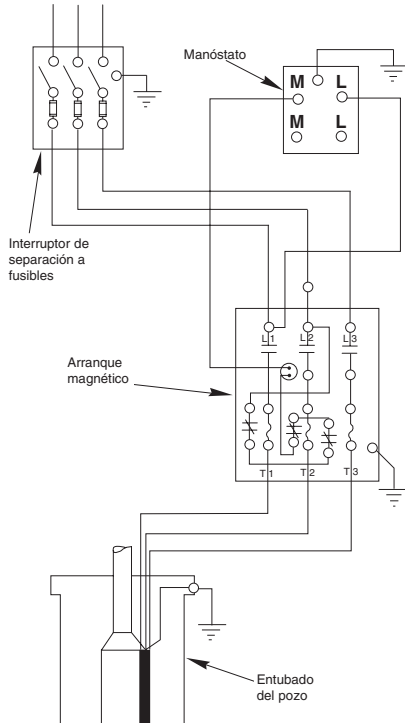 Manóstato
M L
M L
Interruptor de
separación a
fusibles
L1 L2 L3
Arranque
magnético
T1 T2 T3
Entubado
del pozo